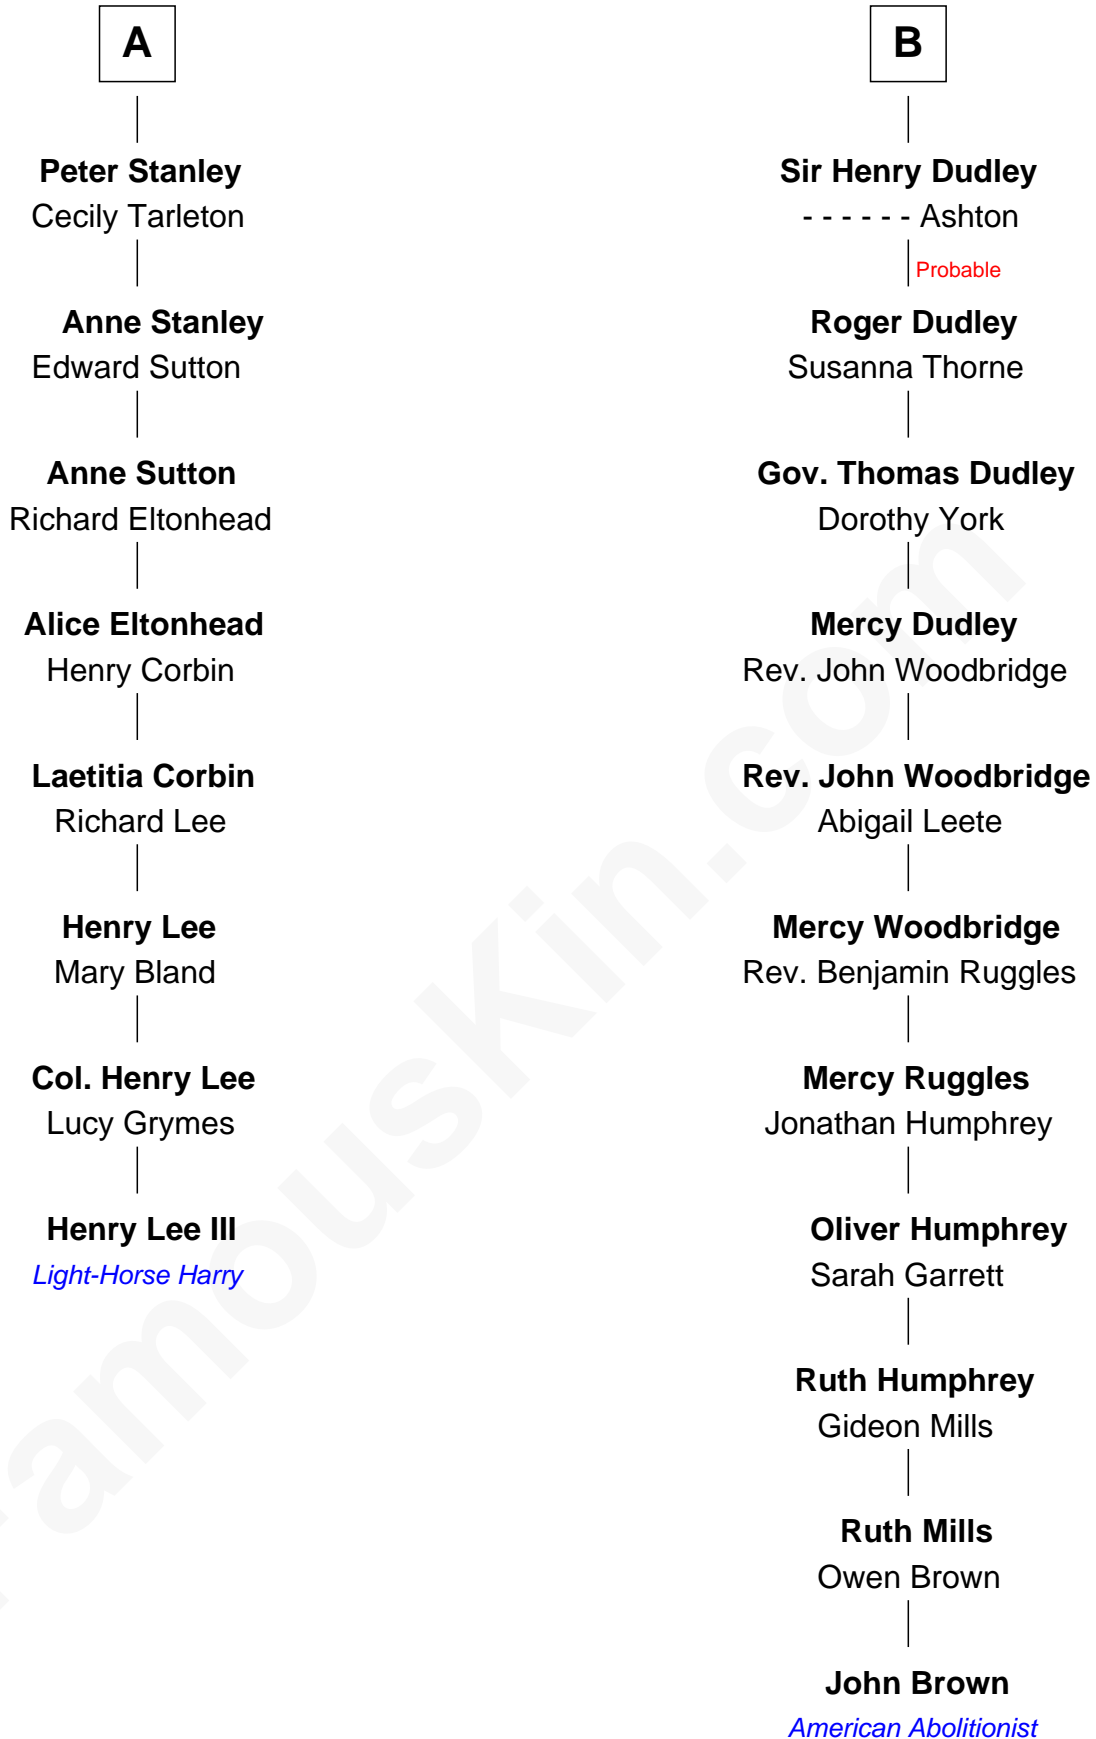 A
Peter Stanley
Cecily Tarleton
Anne Stanley
Edward Sutton
Anne Sutton
Richard Eltonhead
Alice Eltonhead
Henry Corbin
Laetitia Corbin
Richard Lee
Henry Lee
Mary Bland
Col. Henry Lee
Lucy Grymes
Henry Lee III
Light-Horse Harry
B
Sir Henry Dudley
- - - - - - Ashton
Probable
Roger Dudley
Susanna Thorne
Gov. Thomas Dudley
Dorothy York
Mercy Dudley
Rev. John Woodbridge
Rev. John Woodbridge
Abigail Leete
Mercy Woodbridge
Rev. Benjamin Ruggles
Mercy Ruggles
Jonathan Humphrey
Oliver Humphrey
Sarah Garrett
Ruth Humphrey
Gideon Mills
Ruth Mills
Owen Brown
John Brown
American Abolitionist
FamousKin.com